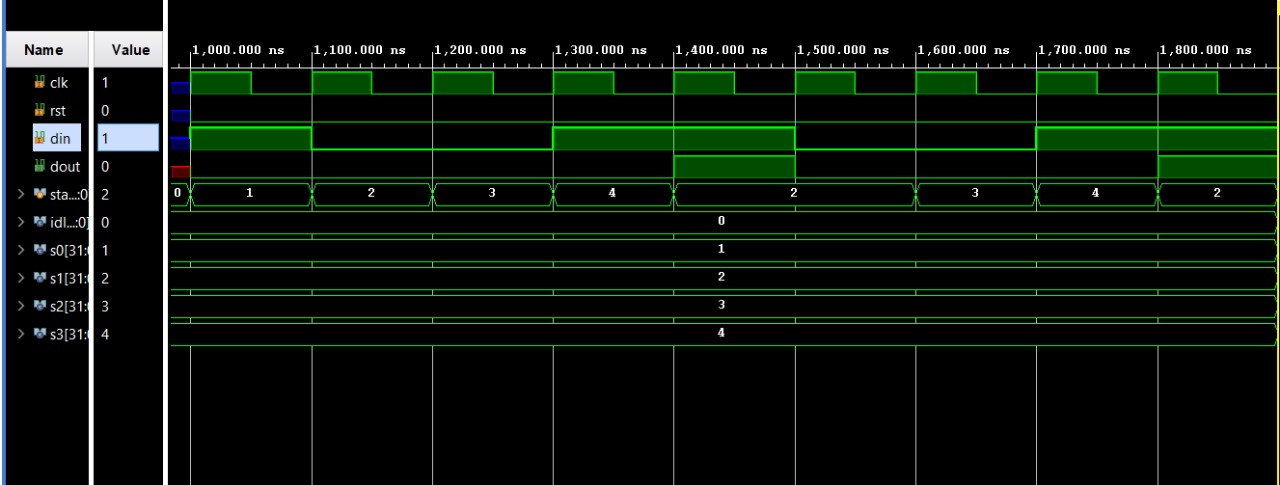 Name Value 1,000.000 ns 1,100.000 ns 1,200.000 ns 1,300.000 ns 1,400.000 ns 1,500.000 ns 1,600.000 ns 1,700.000 ns 1,800.000 ns
clk 1
rst 0
din 1
dout 0
> sta...:0 2 0 1 2 3 4 2 3 4 2
> idl...:0] 0 0
> s0[31:0 1 1
> s1[31:0 2 2
> s2[31:0 3 3
> s3[31:0 4 4